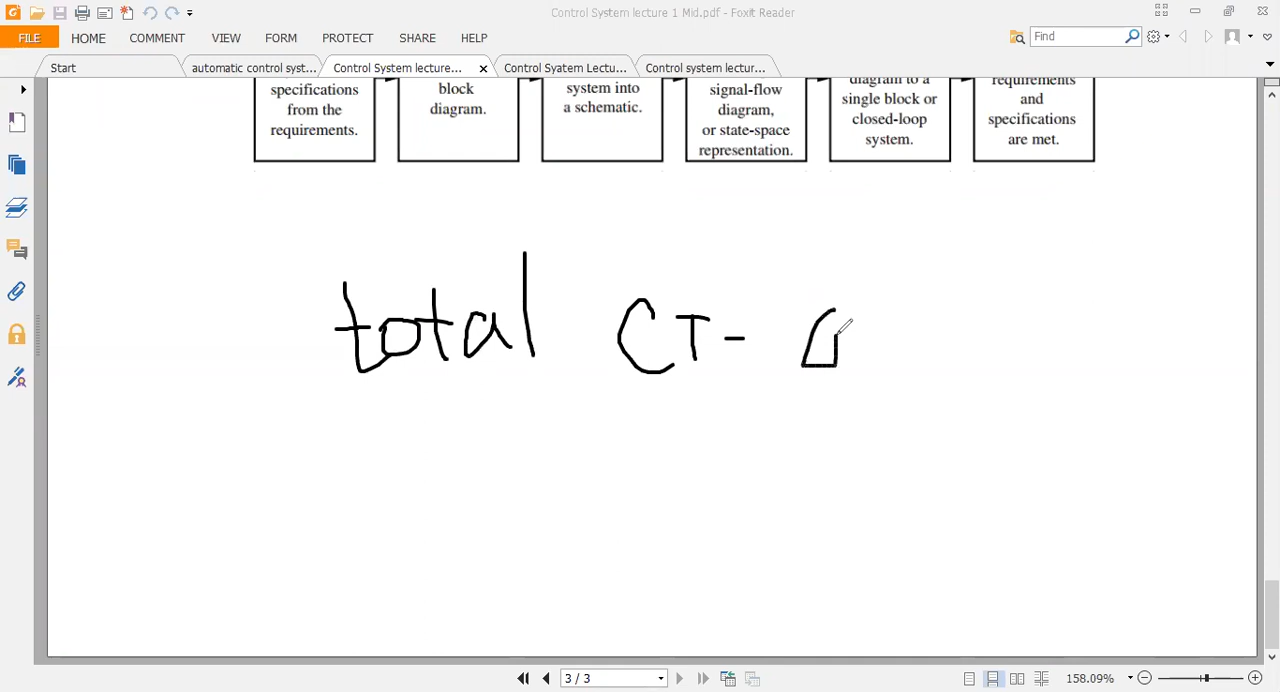 Control System lecture 1 Mid.pdf - Foxit Reader
FILE HOME COMMENT VIEW FORM PROTECT SHARE HELP Find
Start automatic control syst... Control System lecture... Control SyatemLectu... Control system lectur...
specifications
from the
requirements.
block
diagram.
system into
a schematic.
signal-flow
diagram,
or state-space
representation.
diagram to a
single block or
closed-loop
system.
requirements
and
specifications
are met.
total CT-
3 / 3 158.09%